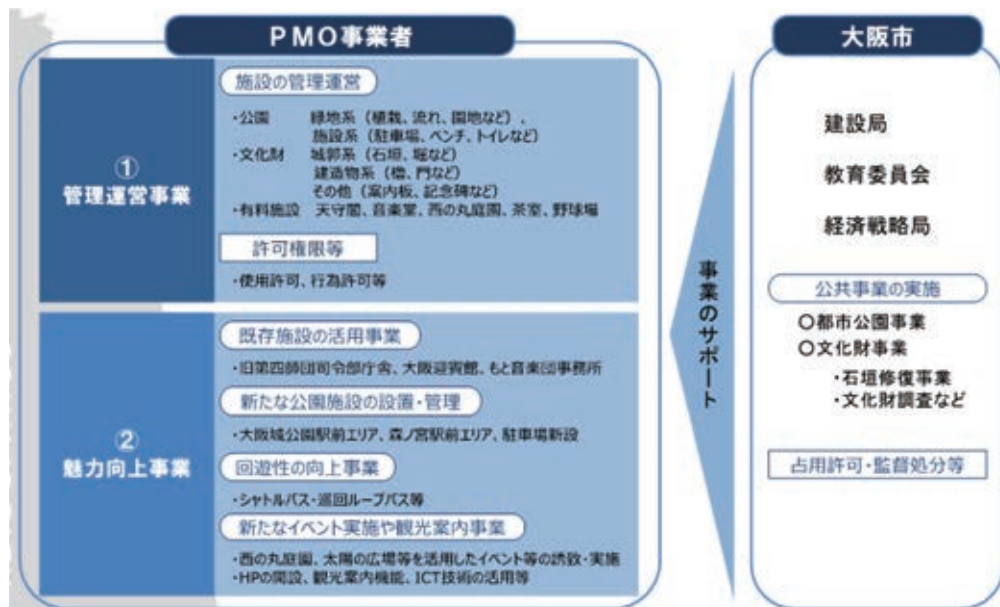 PMO事業者
①
管理運営事業
施設の管理運営
・公園 緑地系（植栽、流れ、園地など）、
施設系（駐車場、ベンチ、トイレなど）
・文化財 城郭系（石垣、堀など）
建造物系（櫓、門など）
その他（案内板、記念碑など）
・有料施設 天守閣、音楽堂、西の丸庭園、茶室、野球場
許可権限等
・使用許可、行為許可等
②
魅力向上事業
既存施設の活用事業
・旧第四師団司令部庁舎、大阪迎賓館、もと音楽団事務所
新たな公園施設の設置・管理
・大阪城公園駅前エリア、森ノ宮駅前エリア、駐車場新設
回遊性の向上事業
・シャトルバス・巡回ループバス等
新たなイベント実施や観光案内事業
・西の丸庭園、太陽の広場等を活用したイベント等の誘致・実施
・HPの開設、観光案内機能、ICT技術の活用等
事業のサポート
大阪市
建設局
教育委員会
経済戦略局
公共事業の実施
〇都市公園事業
〇文化財事業
・石垣修復事業
・文化財調査など
占用許可・監督処分等